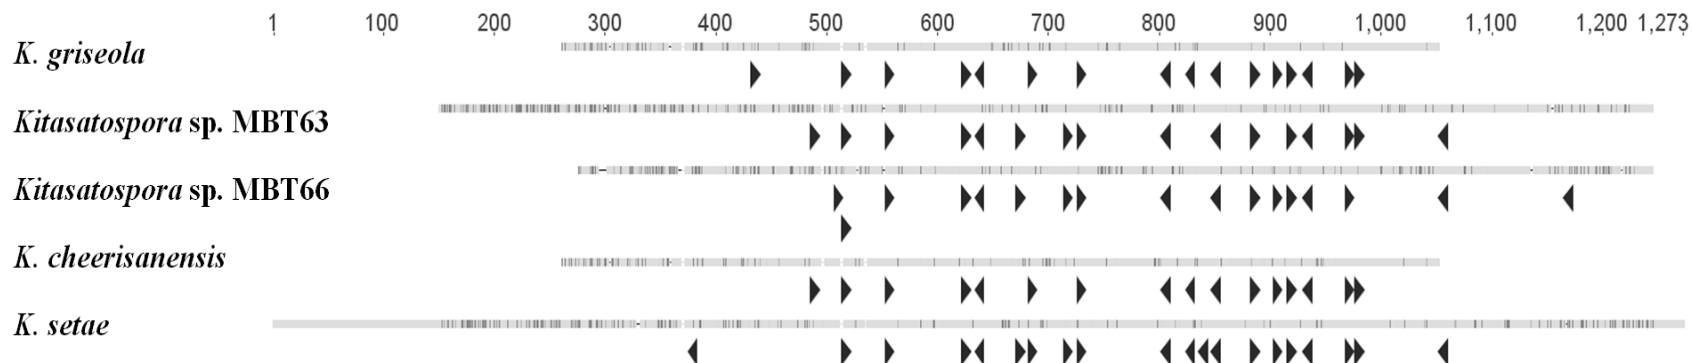 1 100 200 300 400 500 600 700 800 900 1,000 1,100 1,200 1,273
K. griseola
Kitasatospora sp. MBT63
Kitasatospora sp. MBT66
K. cheerisanensis
K. setae